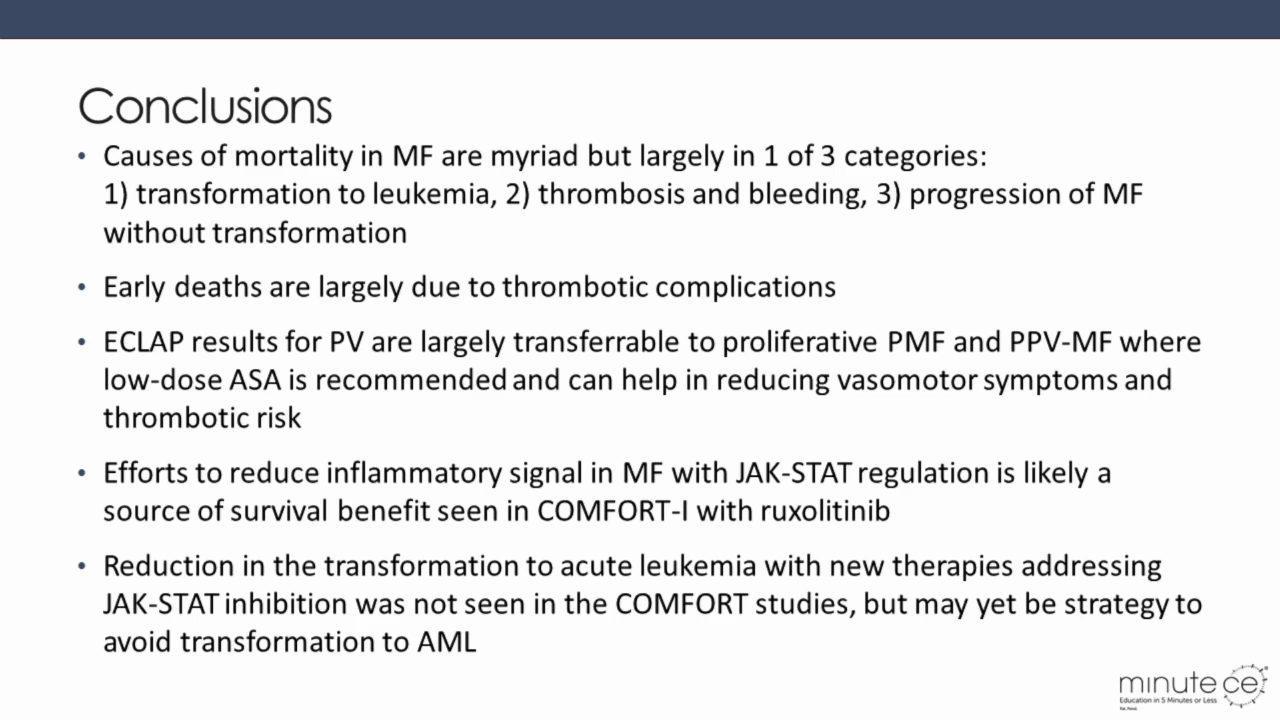 Conclusions
• Causes of mortality in MF are myriad but largely in 1 of 3 categories:
1) transformation to leukemia, 2) thrombosis and bleeding, 3) progression of MF
without transformation
• Early deaths are largely due to thrombotic complications
• ECLAP results for PV are largely transferrable to proliferative PMF and PPV-MF where
low-dose ASA is recommended and can help in reducing vasomotor symptoms and
thrombotic risk
• Efforts to reduce inflammatory signal in MF with JAK-STAT regulation is likely a
source of survival benefit seen in COMFORT-I with ruxolitinib
• Reduction in the transformation to acute leukemia with new therapies addressing
JAK-STAT inhibition was not seen in the COMFORT studies, but may yet be strategy to
avoid transformation to AML
minute ce
Education in 5 Minutes or Less